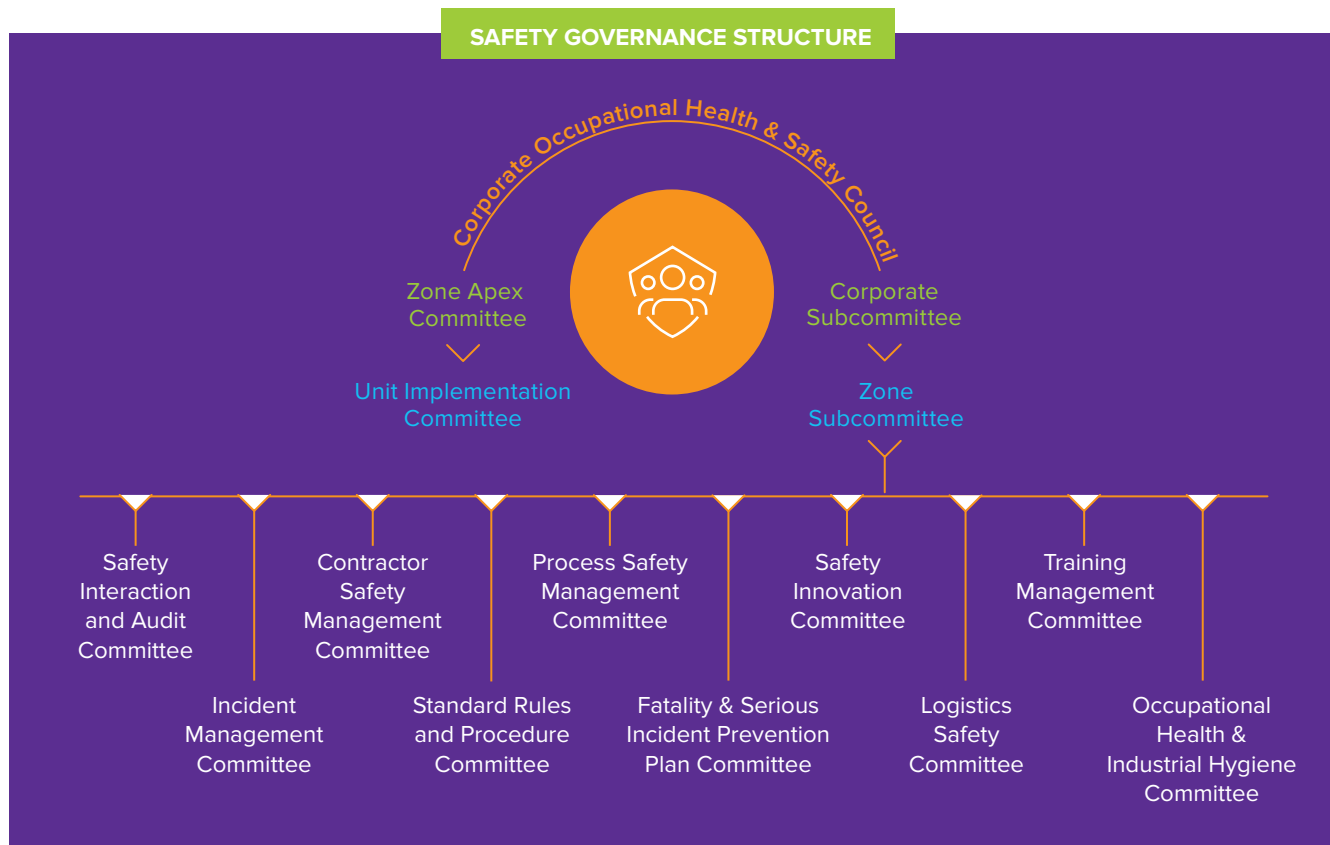 SAFETY GOVERNANCE STRUCTURE
Corporate Occupational Health & Safety Council
Zone Apex
Committee
Unit Implementation
Committee
Corporate
Subcommittee
Zone
Subcommittee
Safety
Interaction
and Audit
Committee
Incident
Management
Committee
Contractor
Safety
Management
Committee
Standard Rules
and Procedure
Committee
Process Safety
Management
Committee
Fatality & Serious
Incident Prevention
Plan Committee
Safety
Innovation
Committee
Logistics
Safety
Committee
Training
Management
Committee
Occupational
Health &
Industrial Hygiene
Committee